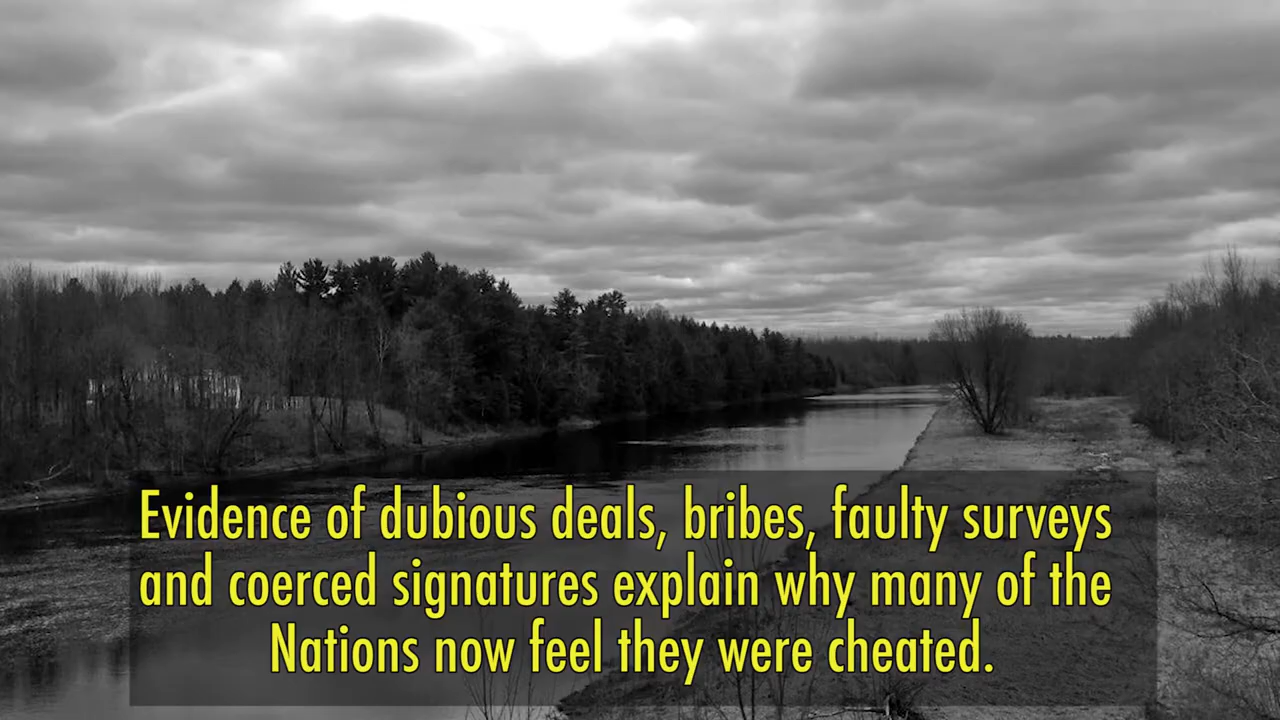 Evidence of dubious deals, bribes, faulty surveys
and coerced signatures explain why many of the
Nations now feel they were cheated.